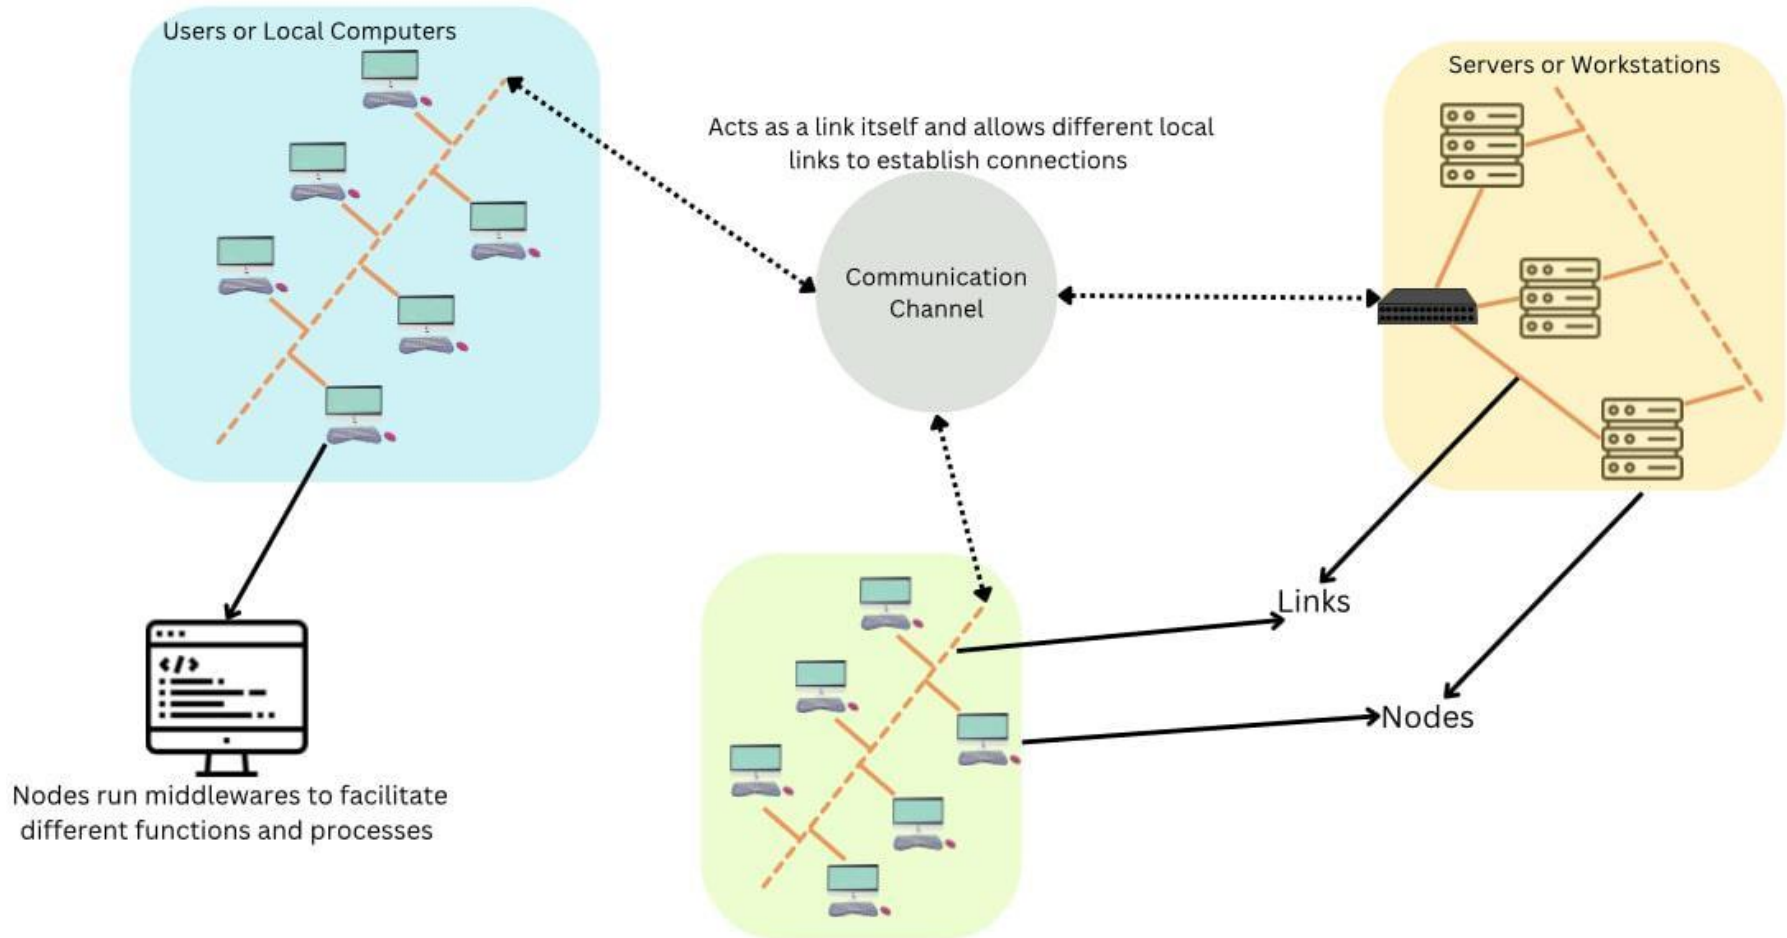 Users or Local Computers
Servers or Workstations
Acts as a link itself and allows different local
links to establish connections
Communication
Channel
Links
Nodes
</>
Nodes run middlewares to facilitate
different functions and processes